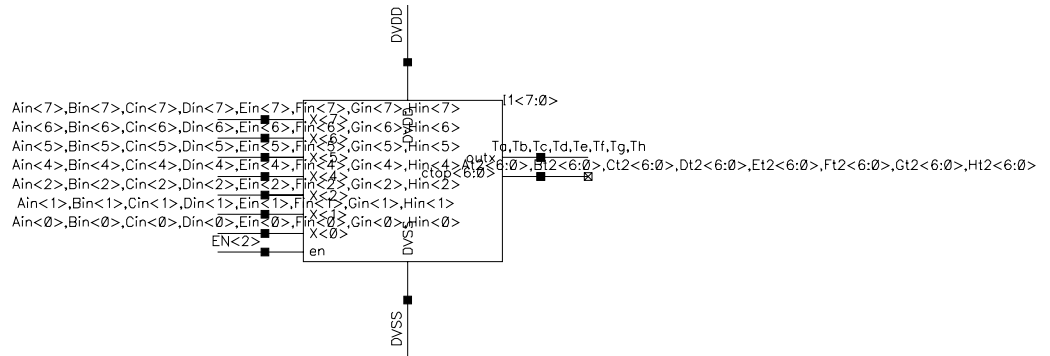 DVDD
I1<7:0>
Ain<7>,Bin<7>,Cin<7>,Din<7>,Ein<7>,Fin<7>,Gin<7>,Hin<7>
X<7>
DVDD
Ain<6>,Bin<6>,Cin<6>,Din<6>,Ein<6>,Fin<6>,Gin<6>,Hin<6>
X<6>
Ain<5>,Bin<5>,Cin<5>,Din<5>,Ein<5>,Fin<5>,Gin<5>,Hin<5>
X<5>
outx
Ta,Tb,Tc,Td,Te,Tf,Tg,Th
Ain<4>,Bin<4>,Cin<4>,Din<4>,Ein<4>,Fin<4>,Gin<4>,Hin<4>
X<4>
ctop<6:0>
At2<6:0>,Bt2<6:0>,Ct2<6:0>,Dt2<6:0>,Et2<6:0>,Ft2<6:0>,Gt2<6:0>,Ht2<6:0>
Ain<2>,Bin<2>,Cin<2>,Din<2>,Ein<2>,Fin<2>,Gin<2>,Hin<2>
X<2>
Ain<1>,Bin<1>,Cin<1>,Din<1>,Ein<1>,Fin<1>,Gin<1>,Hin<1>
X<1>
Ain<0>,Bin<0>,Cin<0>,Din<0>,Ein<0>,Fin<0>,Gin<0>,Hin<0>
X<0>
DVSS
EN<2>
en
DVSS